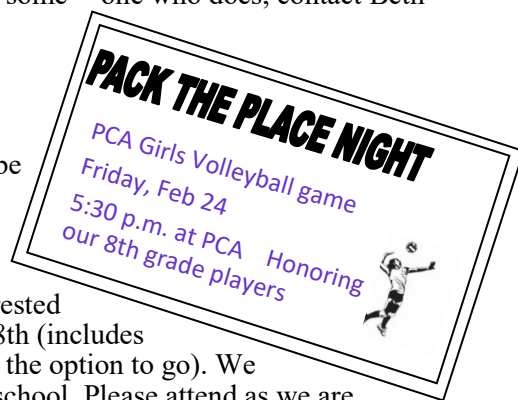 some one who does, contact Beth
PACK THE PLACE NIGHT
PCA Girls Volleyball game
Friday, Feb 24
5:30 p.m. at PCA Honoring
our 8th grade players
be
rested
8th (includes
the option to go). We
school. Please attend as we are